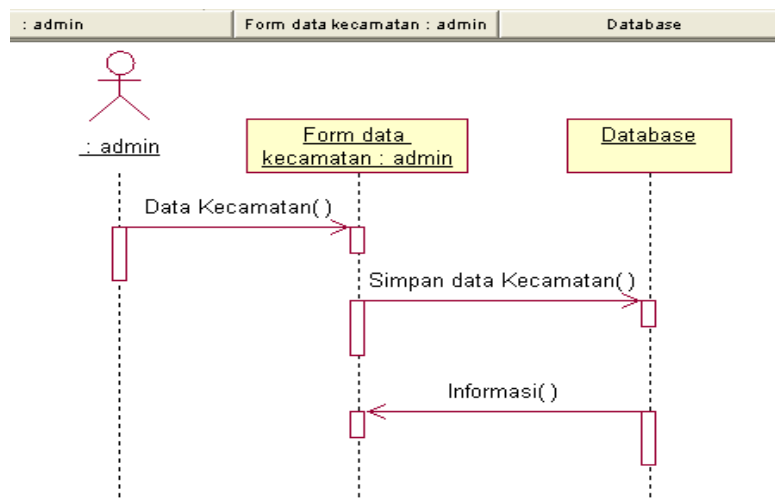 : admin
Form data kecamatan : admin
Database
: admin
Form data
kecamatan : admin
Database
Data Kecamatan( )
Simpan data Kecamatan( )
Informasi( )